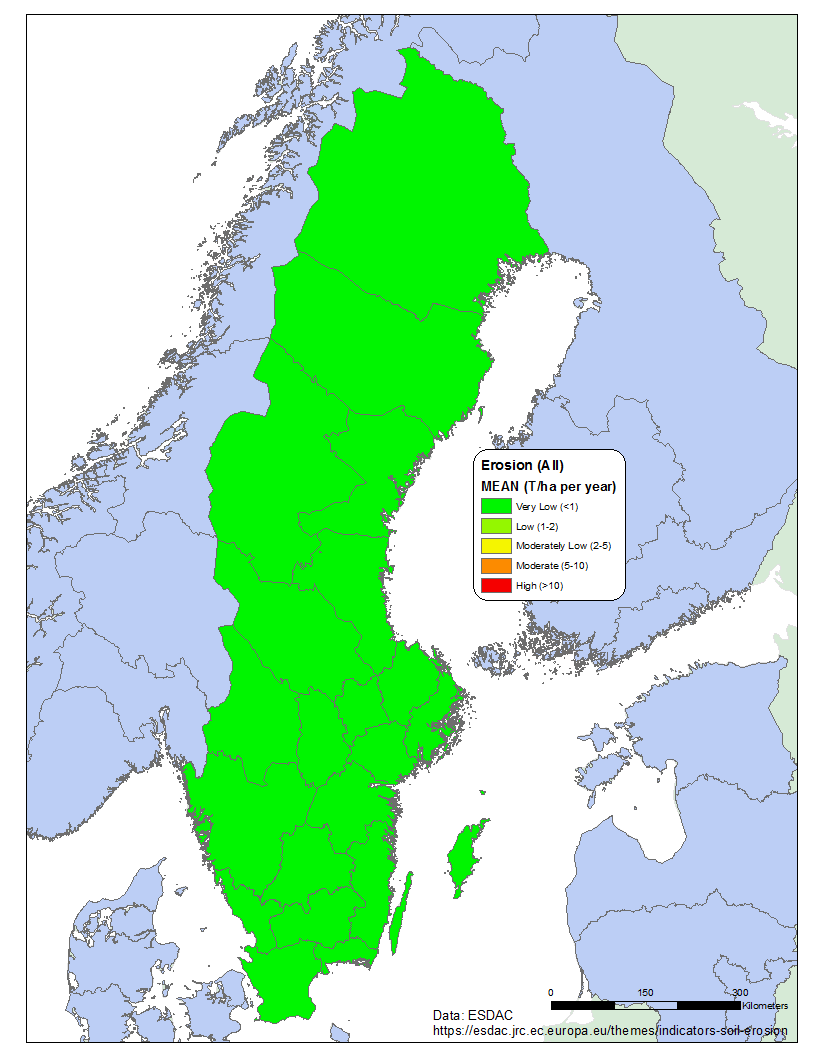 Erosion (All)
MEAN (T/ha per year)
Very Low (<1)
Low (1-2)
Moderately Low (2-5)
Moderate (5-10)
High (>10)
0 150 300
Kilometers
Data: ESDAC
https://esdac.jrc.ec.europa.eu/themes/indicators-soil-erosion